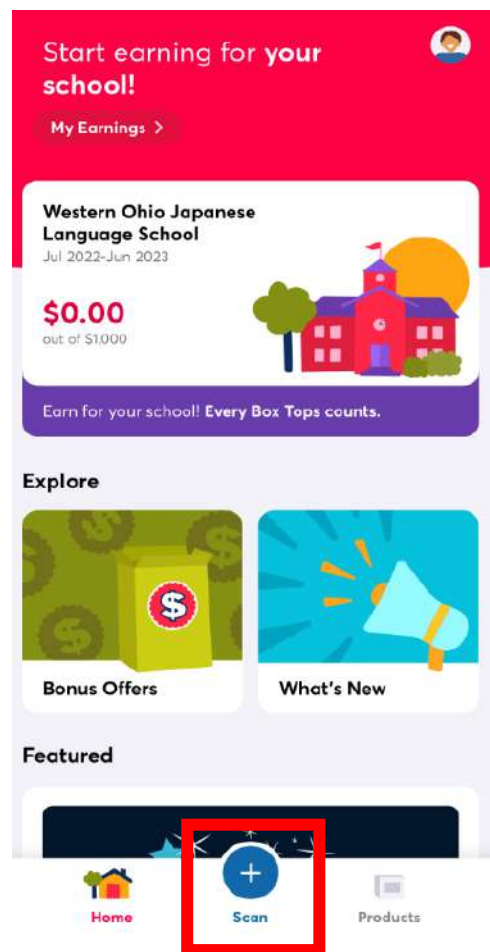 Start earning for your
school!
My Earnings >
Western Ohio Japanese
Language School
Jul 2022-Jun 2023
$0.00
out of $1,000
Earn for your school! Every Box Tops counts.
Explore
$
$
$
Bonus Offers
What's New
Featured
+
Home
Scan
Products